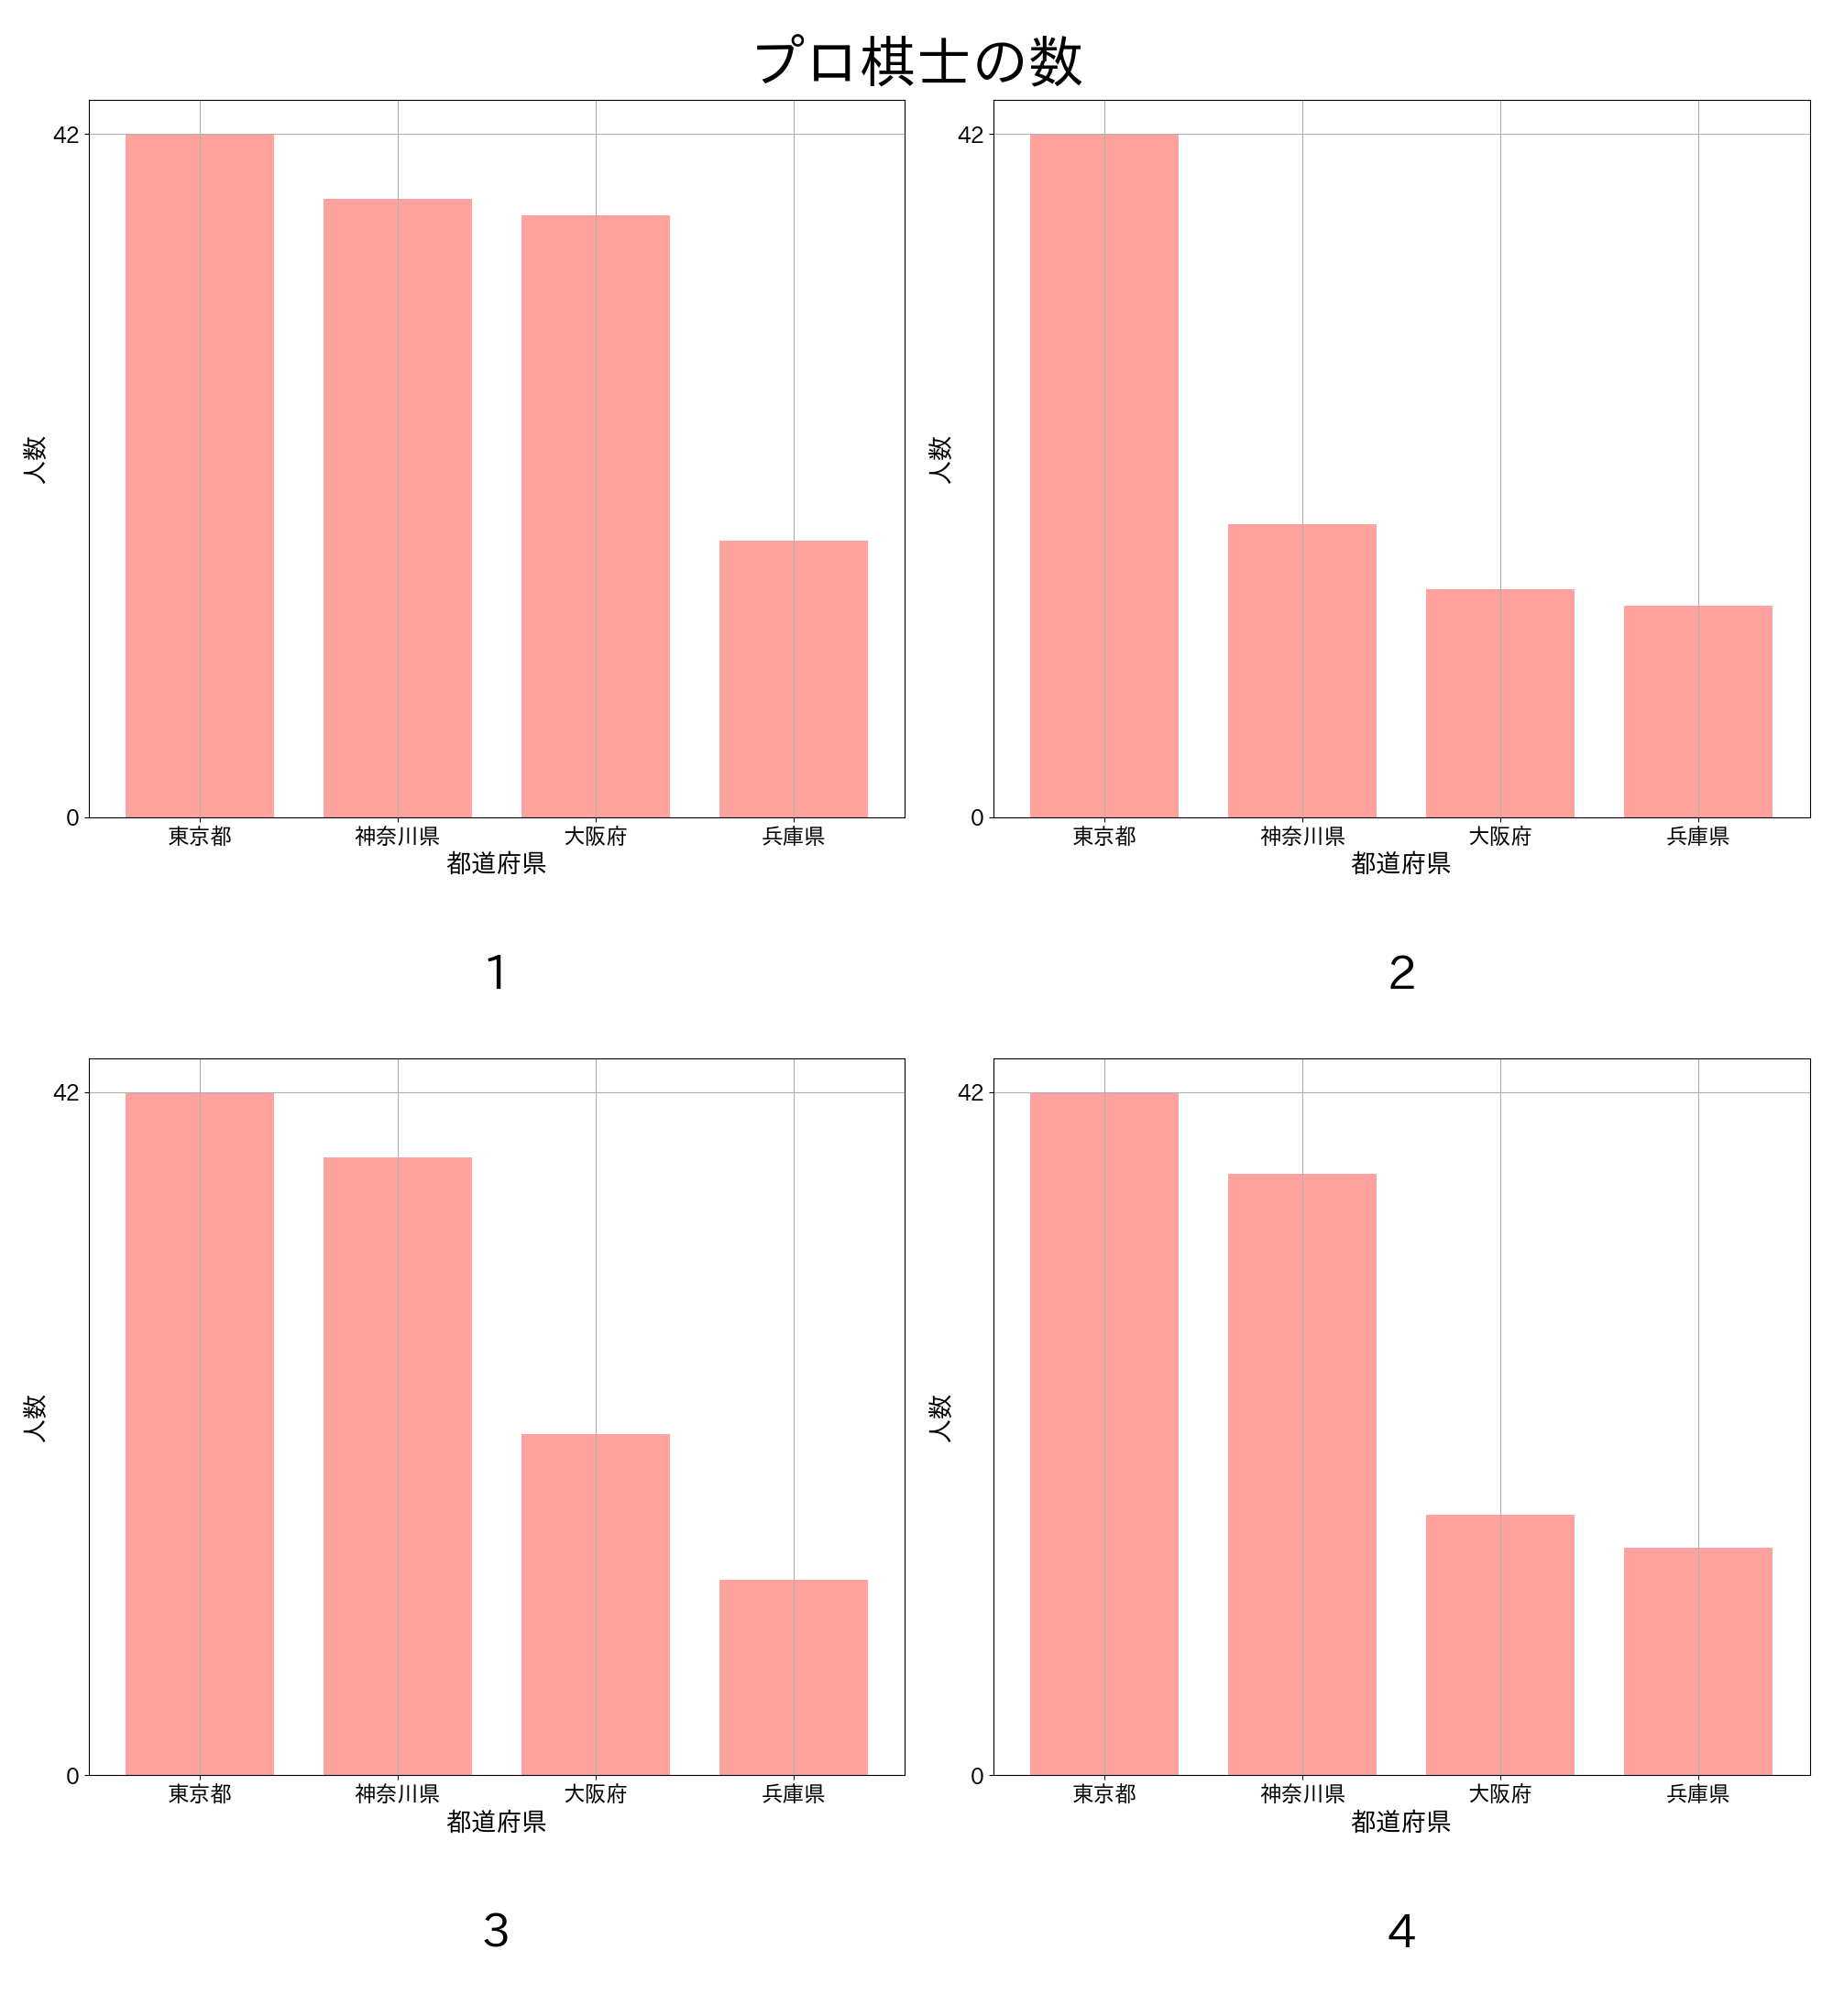 プロ棋士の数
42
人数
0
東京都 神奈川県 大阪府 兵庫県
都道府県
1
42
人数
0
東京都 神奈川県 大阪府 兵庫県
都道府県
2
42
人数
0
東京都 神奈川県 大阪府 兵庫県
都道府県
3
42
人数
0
東京都 神奈川県 大阪府 兵庫県
都道府県
4